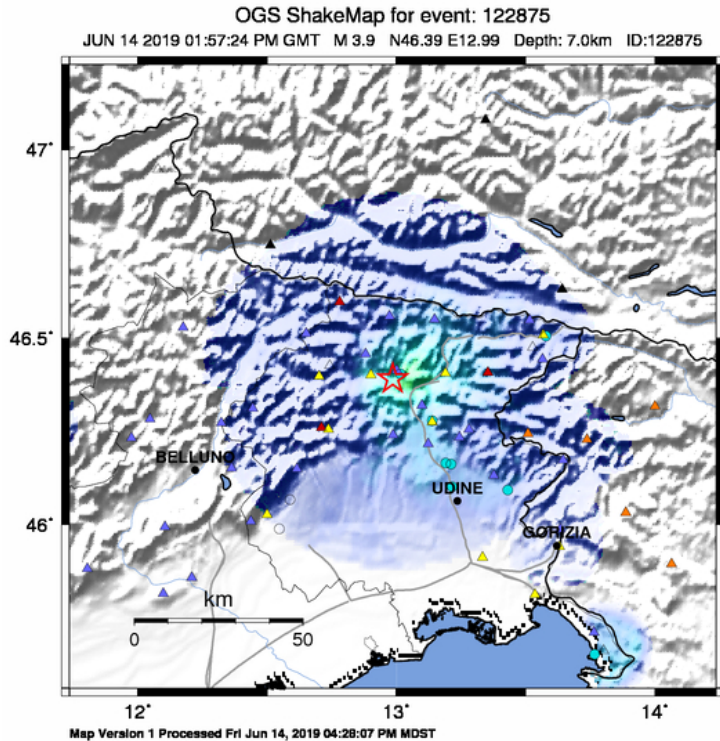 OGS ShakeMap for event: 122875
JUN 14 2019 01:57:24 PM GMT M 3.9 N46.39 E12.99 Depth: 7.0km ID:122875
47°
46.5°
BELLUNO
UDINE
46°
GORIZIA
km
0 50
12° 13° 14°
Map Version 1 Processed Fri Jun 14, 2019 04:28:07 PM MDST